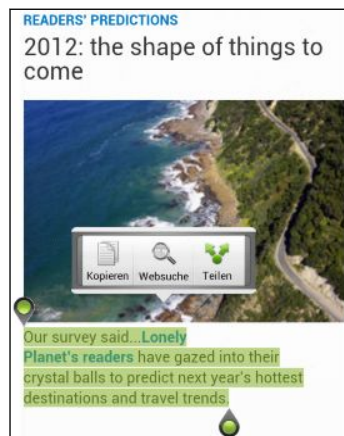 READERS' PREDICTIONS
2012: the shape of things to
come
Kopieren Websuche Teilen
Our survey said...Lonely
Planet's readers have gazed into their
crystal balls to predict next year's hottest
destinations and travel trends.